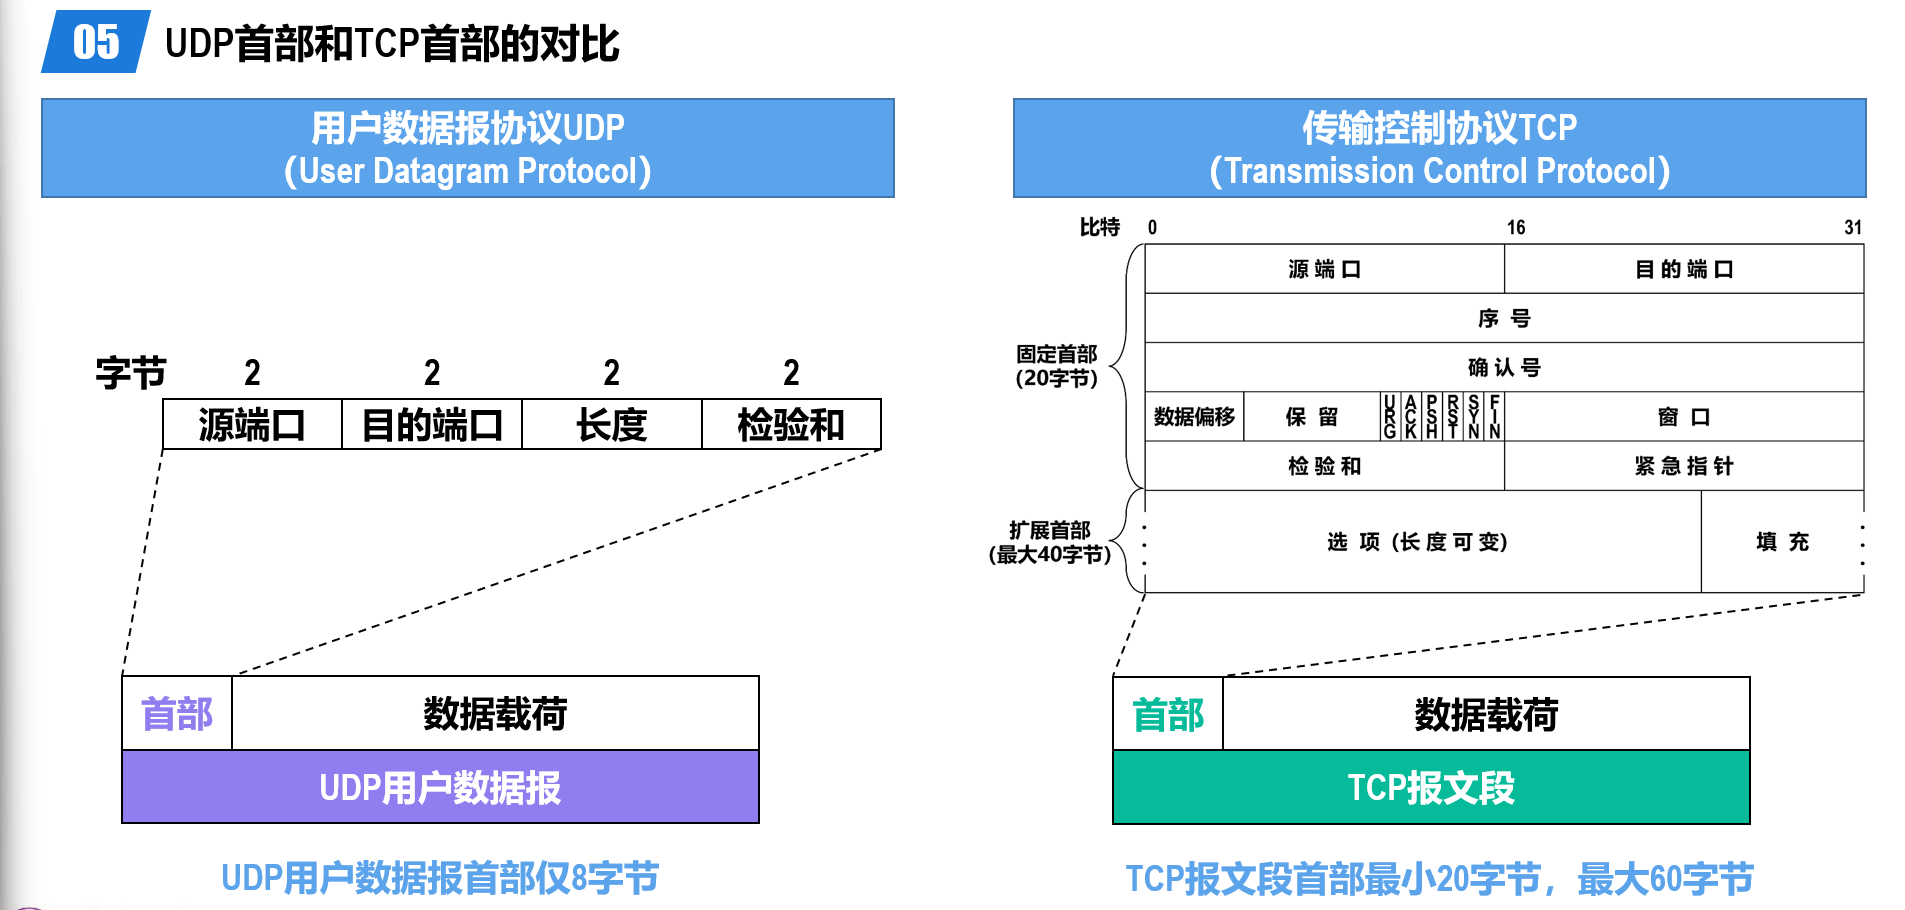 05 UDP首部和TCP首部的对比
用户数据报协议UDP
（User Datagram Protocol）
字节 2 2 2 2
源端口 目的端口 长度 检验和
首部 数据载荷
UDP用户数据报
UDP用户数据报首部仅8字节
传输控制协议TCP
（Transmission Control Protocol）
比特 0 16 31
源端口 目的端口
序号
固定首部
(20字节)
确认号
数据偏移 保留 URG ACK PSH RST SYN FIN 窗口
检验和 紧急指针
扩展首部
(最大40字节)
选项 (长度可变) 填充
首部 数据载荷
TCP报文段
TCP报文段首部最小20字节，最大60字节